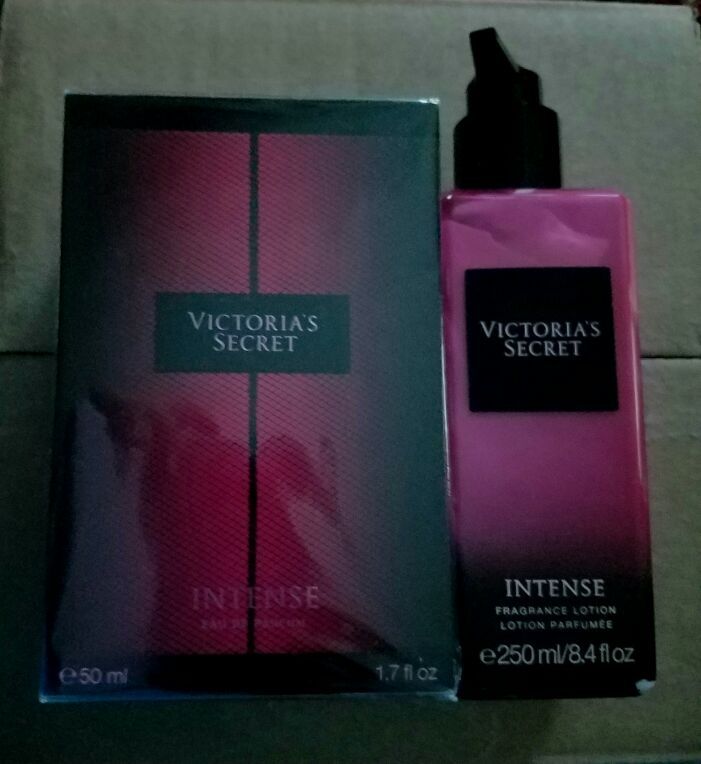 VICTORIA'S
SECRET
INTENSE
EAU DE PARFUM
℮50 ml
1.7 fl oz
VICTORIA'S
SECRET
INTENSE
FRAGRANCE LOTION
LOTION PARFUMÉE
℮250 ml/8.4 fl oz